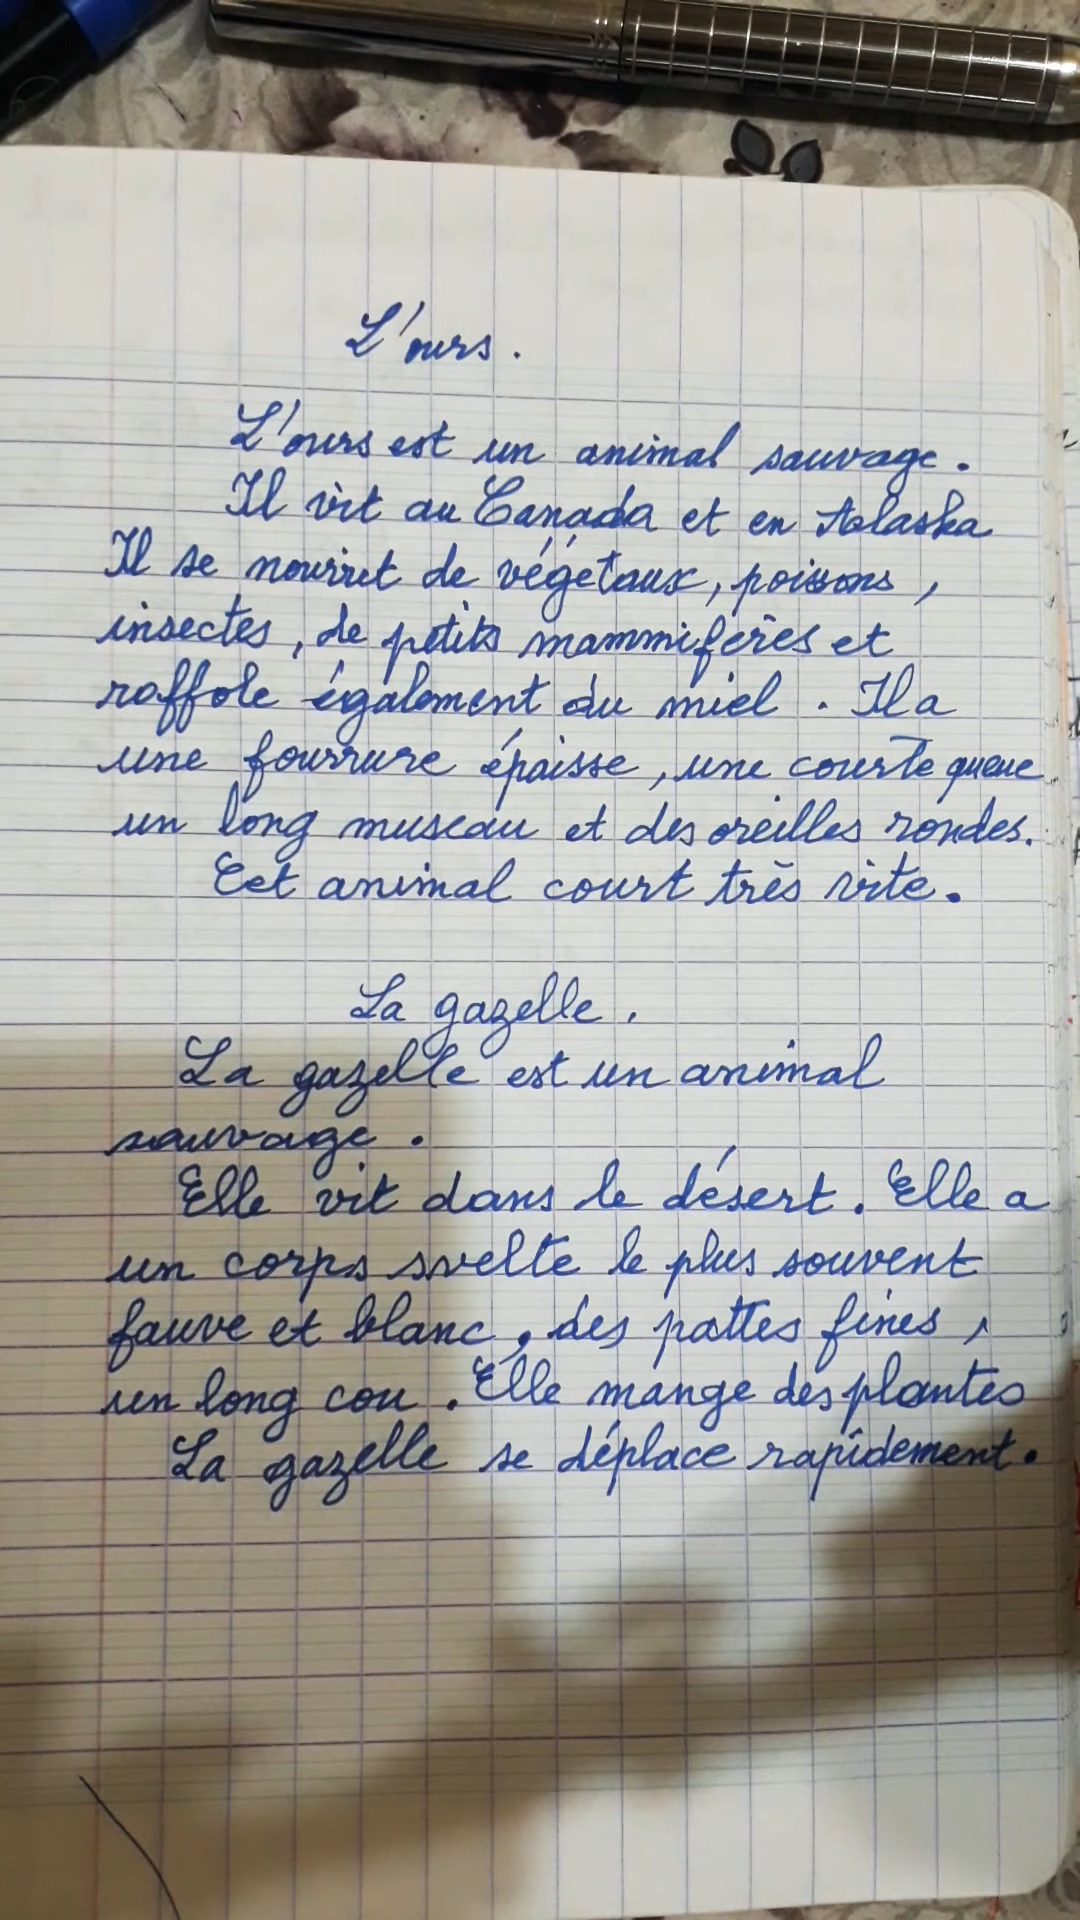 L'ours.
L'ours est un animal sauvage.
Il vit au Canada et en Alaska
Il se nourrit de végétaux, poissons,
insectes, de petits mammifères et
raffole également du miel. Il a
une fourrure épaisse, une courte queue
un long museau et des oreilles rondes.
Cet animal court très vite.
La gazelle.
La gazelle est un animal
sauvage.
Elle vit dans le désert. Elle a
un corps svelte le plus souvent
fauve et blanc, des pattes fines,
un long cou. Elle mange des plantes
La gazelle se déplace rapidement.